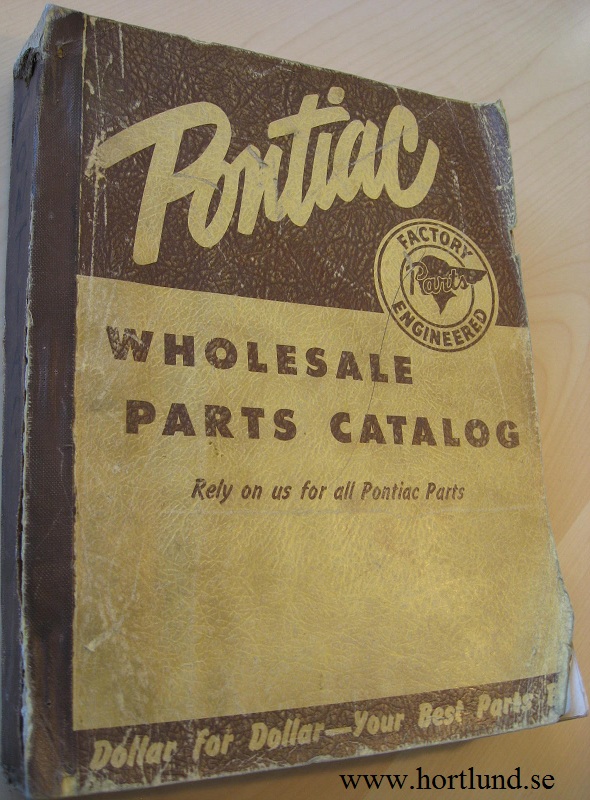 Pontiac
FACTORY
Parts
ENGINEERED
WHOLESALE
PARTS CATALOG
Rely on us for all Pontiac Parts
Dollar for Dollar—Your Best Parts
www.hortlund.se